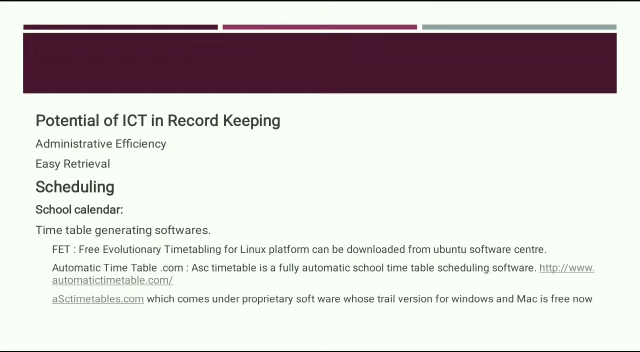 Potential of ICT in Record Keeping
Administrative Efficiency
Easy Retrieval
Scheduling
School calendar:
Time table generating softwares.
FET : Free Evolutionary Timetabling for Linux platform can be downloaded from ubuntu software centre.
Automatic Time Table .com : Asc timetable is a fully automatic school time table scheduling software. http://www.
automatictimetable.com/
aSctimetables.com which comes under proprietary soft ware whose trail version for windows and Mac is free now